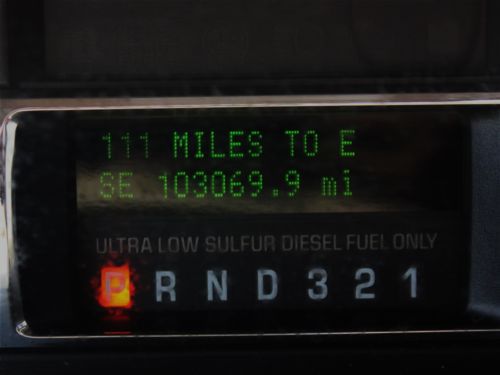 111 MILES TO E
SE 103069.9 mi
ULTRA LOW SULFUR DIESEL FUEL ONLY
P R N D 3 2 1